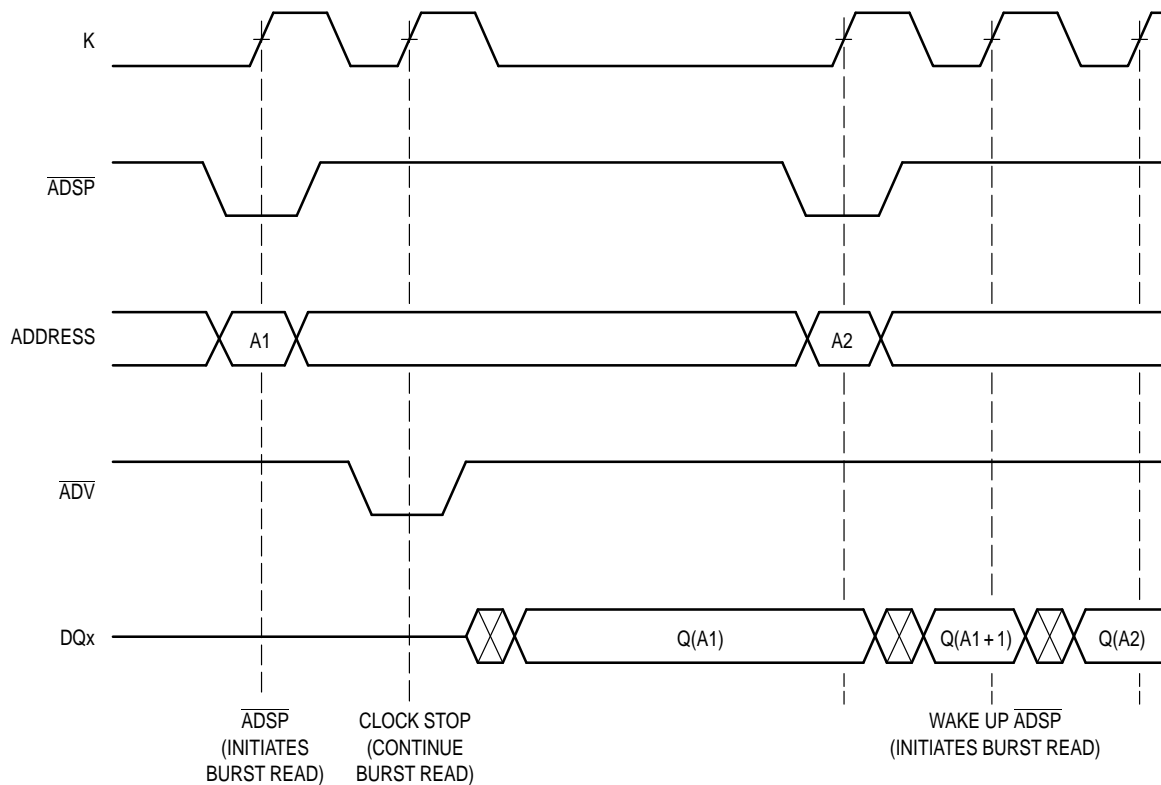 K
ADSP
ADDRESS
A1
A2
ADV
DQx
Q(A1)
Q(A1 + 1)
Q(A2)
ADSP
(INITIATES
BURST READ)
CLOCK STOP
(CONTINUE
BURST READ)
WAKE UP ADSP
(INITIATES BURST READ)